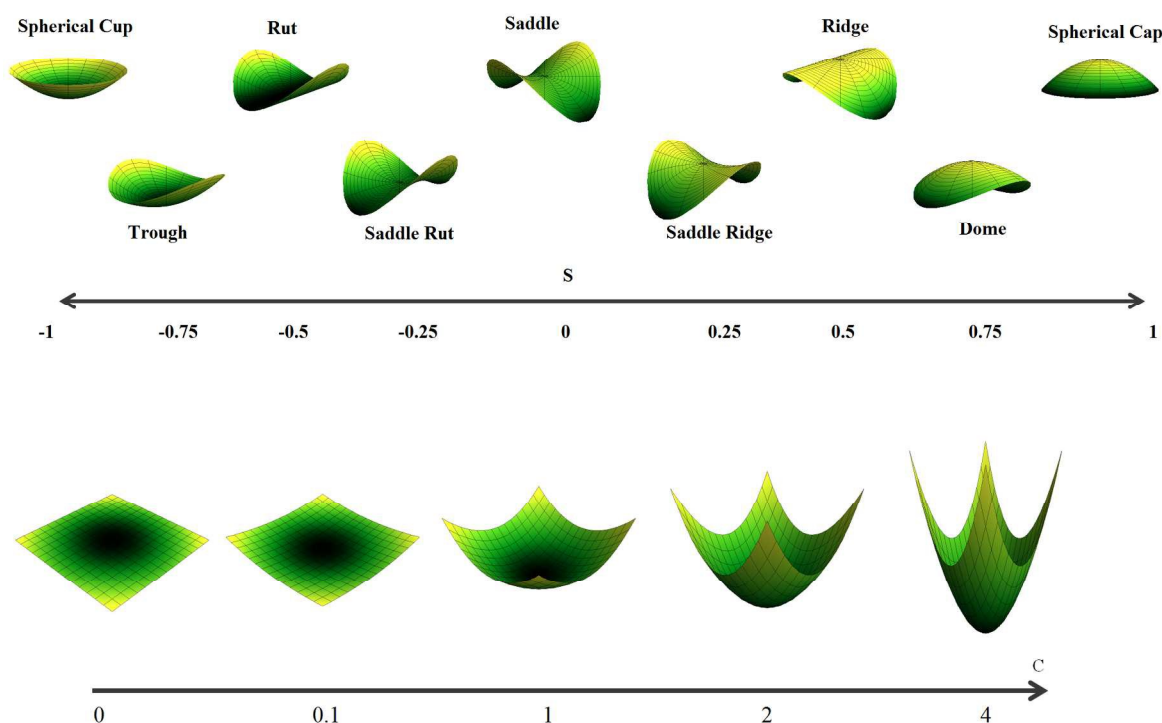 Spherical Cup
Rut
Saddle
Ridge
Spherical Cap
Trough
Saddle Rut
Saddle Ridge
Dome
S
-1 -0.75 -0.5 -0.25 0 0.25 0.5 0.75 1
C
0 0.1 1 2 4